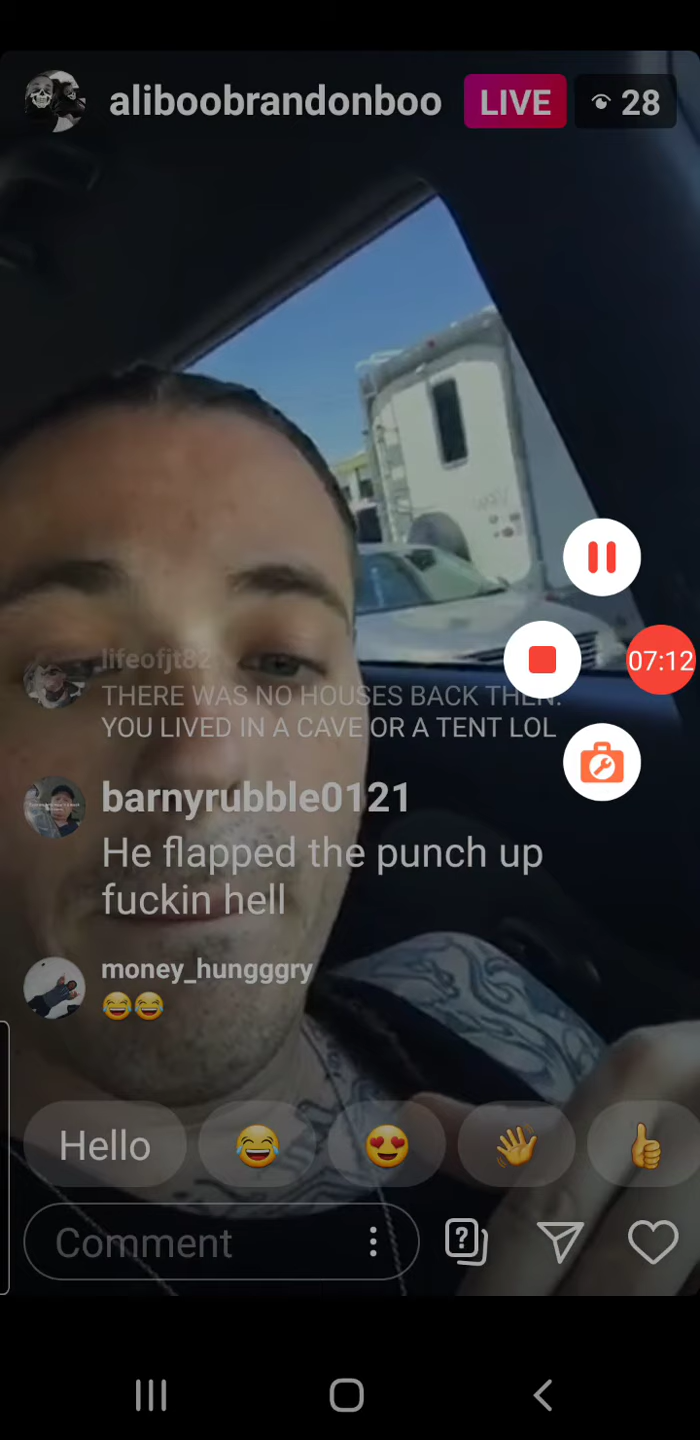 aliboobrandonboo LIVE 28
lifeofjt82
THERE WAS NO HOUSES BACK THEN.
YOU LIVED IN A CAVE OR A TENT LOL
07:12
barnyrubble0121
He flapped the punch up
fuckin hell
money_hungggry
😂😂
Hello 😂 😍 👋 👍
Comment